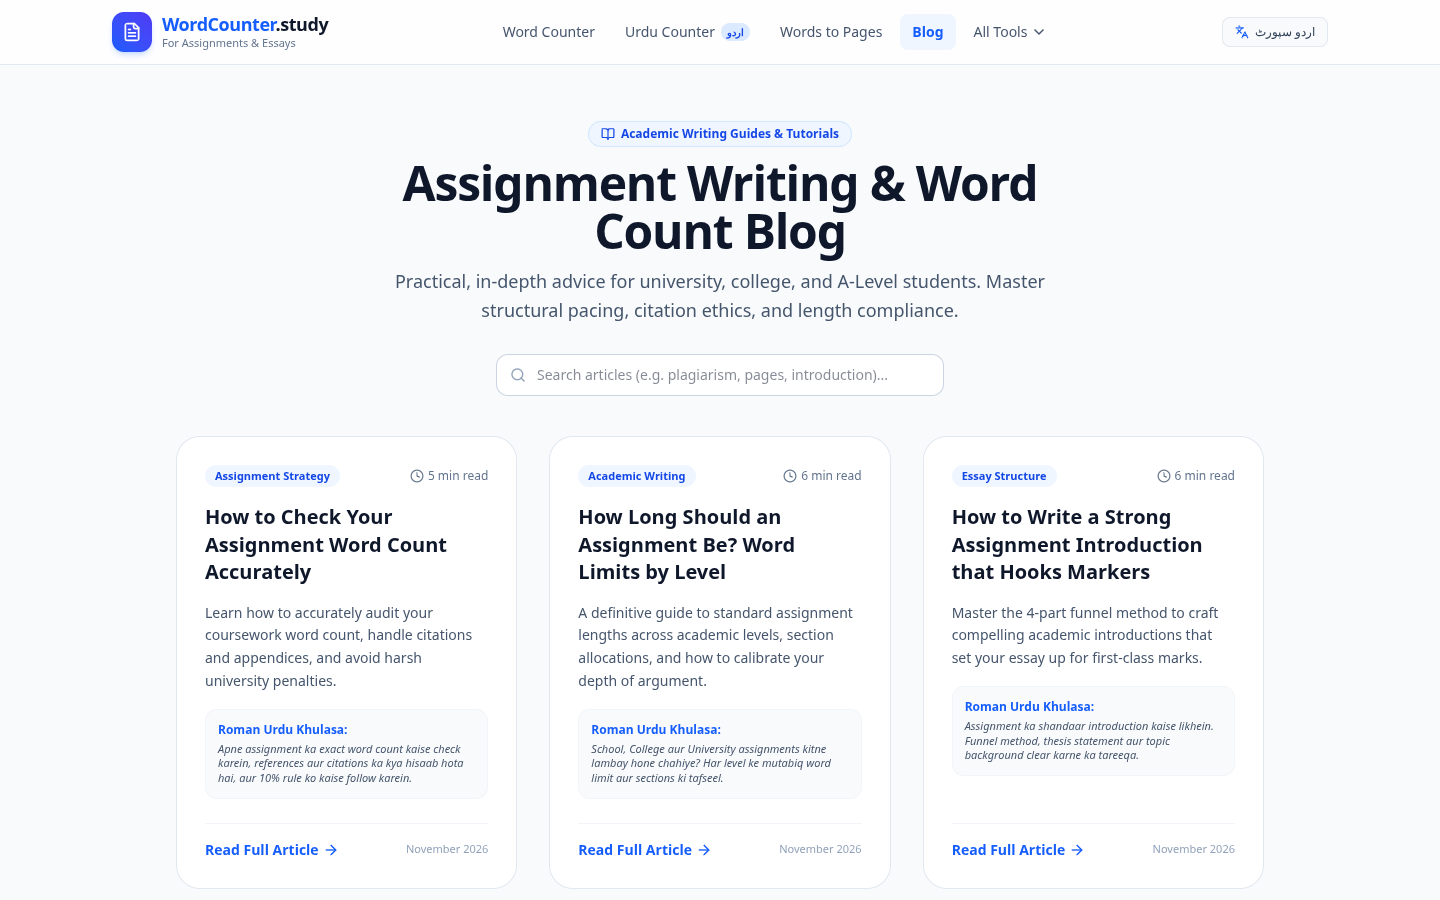 WordCounter.study
For Assignments & Essays
Word Counter
Urdu Counter اردو
Words to Pages
Blog
All Tools
اردو سپورٹ
Academic Writing Guides & Tutorials
Assignment Writing & Word
Count Blog
Practical, in-depth advice for university, college, and A-Level students. Master
structural pacing, citation ethics, and length compliance.
Search articles (e.g. plagiarism, pages, introduction)...
Assignment Strategy
5 min read
How to Check Your
Assignment Word Count
Accurately
Learn how to accurately audit your
coursework word count, handle citations
and appendices, and avoid harsh
university penalties.
Roman Urdu Khulasa:
Apne assignment ka exact word count kaise check
karein, references aur citations ka kya hisaab hota
hai, aur 10% rule ko kaise follow karein.
Read Full Article
November 2026
Academic Writing
6 min read
How Long Should an
Assignment Be? Word
Limits by Level
A definitive guide to standard assignment
lengths across academic levels, section
allocations, and how to calibrate your
depth of argument.
Roman Urdu Khulasa:
School, College aur University assignments kitne
lambay hone chahiye? Har level ke mutabiq word
limit aur sections ki tafseel.
Read Full Article
November 2026
Essay Structure
6 min read
How to Write a Strong
Assignment Introduction
that Hooks Markers
Master the 4-part funnel method to craft
compelling academic introductions that
set your essay up for first-class marks.
Roman Urdu Khulasa:
Assignment ka shandaar introduction kaise likhein.
Funnel method, thesis statement aur topic
background clear karne ka tareeqa.
Read Full Article
November 2026